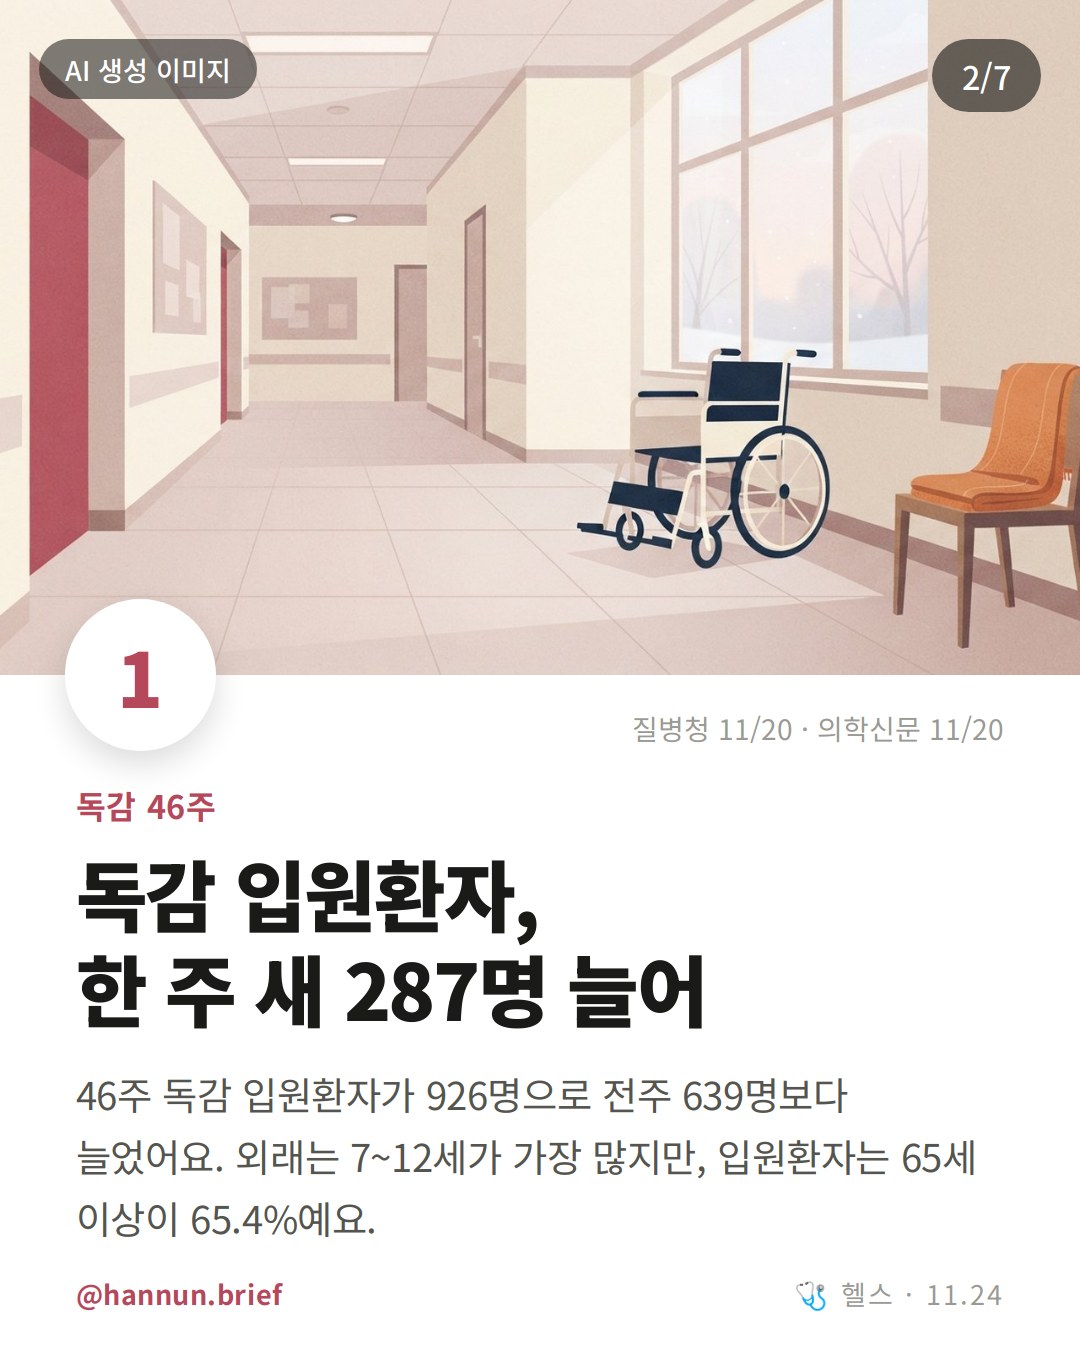 AI 생성 이미지
2/7
1
질병청 11/20 · 의학신문 11/20
독감 46주
독감 입원환자,
한 주 새 287명 늘어
46주 독감 입원환자가 926명으로 전주 639명보다
늘었어요. 외래는 7~12세가 가장 많지만, 입원환자는 65세
이상이 65.4%예요.
@hannun.brief
헬스 · 11.24